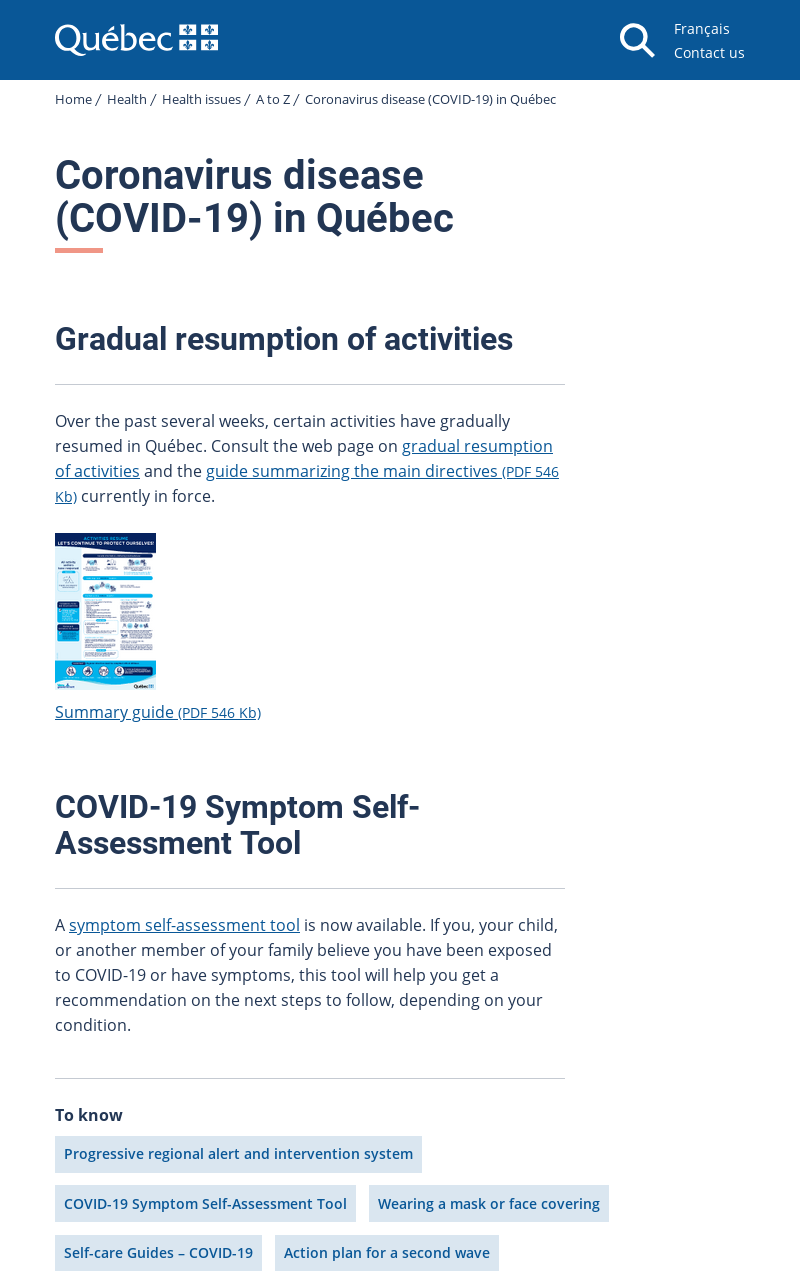 Québec
Français
Contact us
Home / Health / Health issues / A to Z / Coronavirus disease (COVID-19) in Québec
Coronavirus disease
(COVID-19) in Québec
Gradual resumption of activities
Over the past several weeks, certain activities have gradually
resumed in Québec. Consult the web page on gradual resumption
of activities and the guide summarizing the main directives (PDF 546
Kb) currently in force.
ACTIVITIES RESUME
LET'S CONTINUE TO PROTECT OURSELVES!
Québec
Summary guide (PDF 546 Kb)
COVID-19 Symptom Self-
Assessment Tool
A symptom self-assessment tool is now available. If you, your child,
or another member of your family believe you have been exposed
to COVID-19 or have symptoms, this tool will help you get a
recommendation on the next steps to follow, depending on your
condition.
To know
Progressive regional alert and intervention system
COVID-19 Symptom Self-Assessment Tool
Wearing a mask or face covering
Self-care Guides – COVID-19
Action plan for a second wave